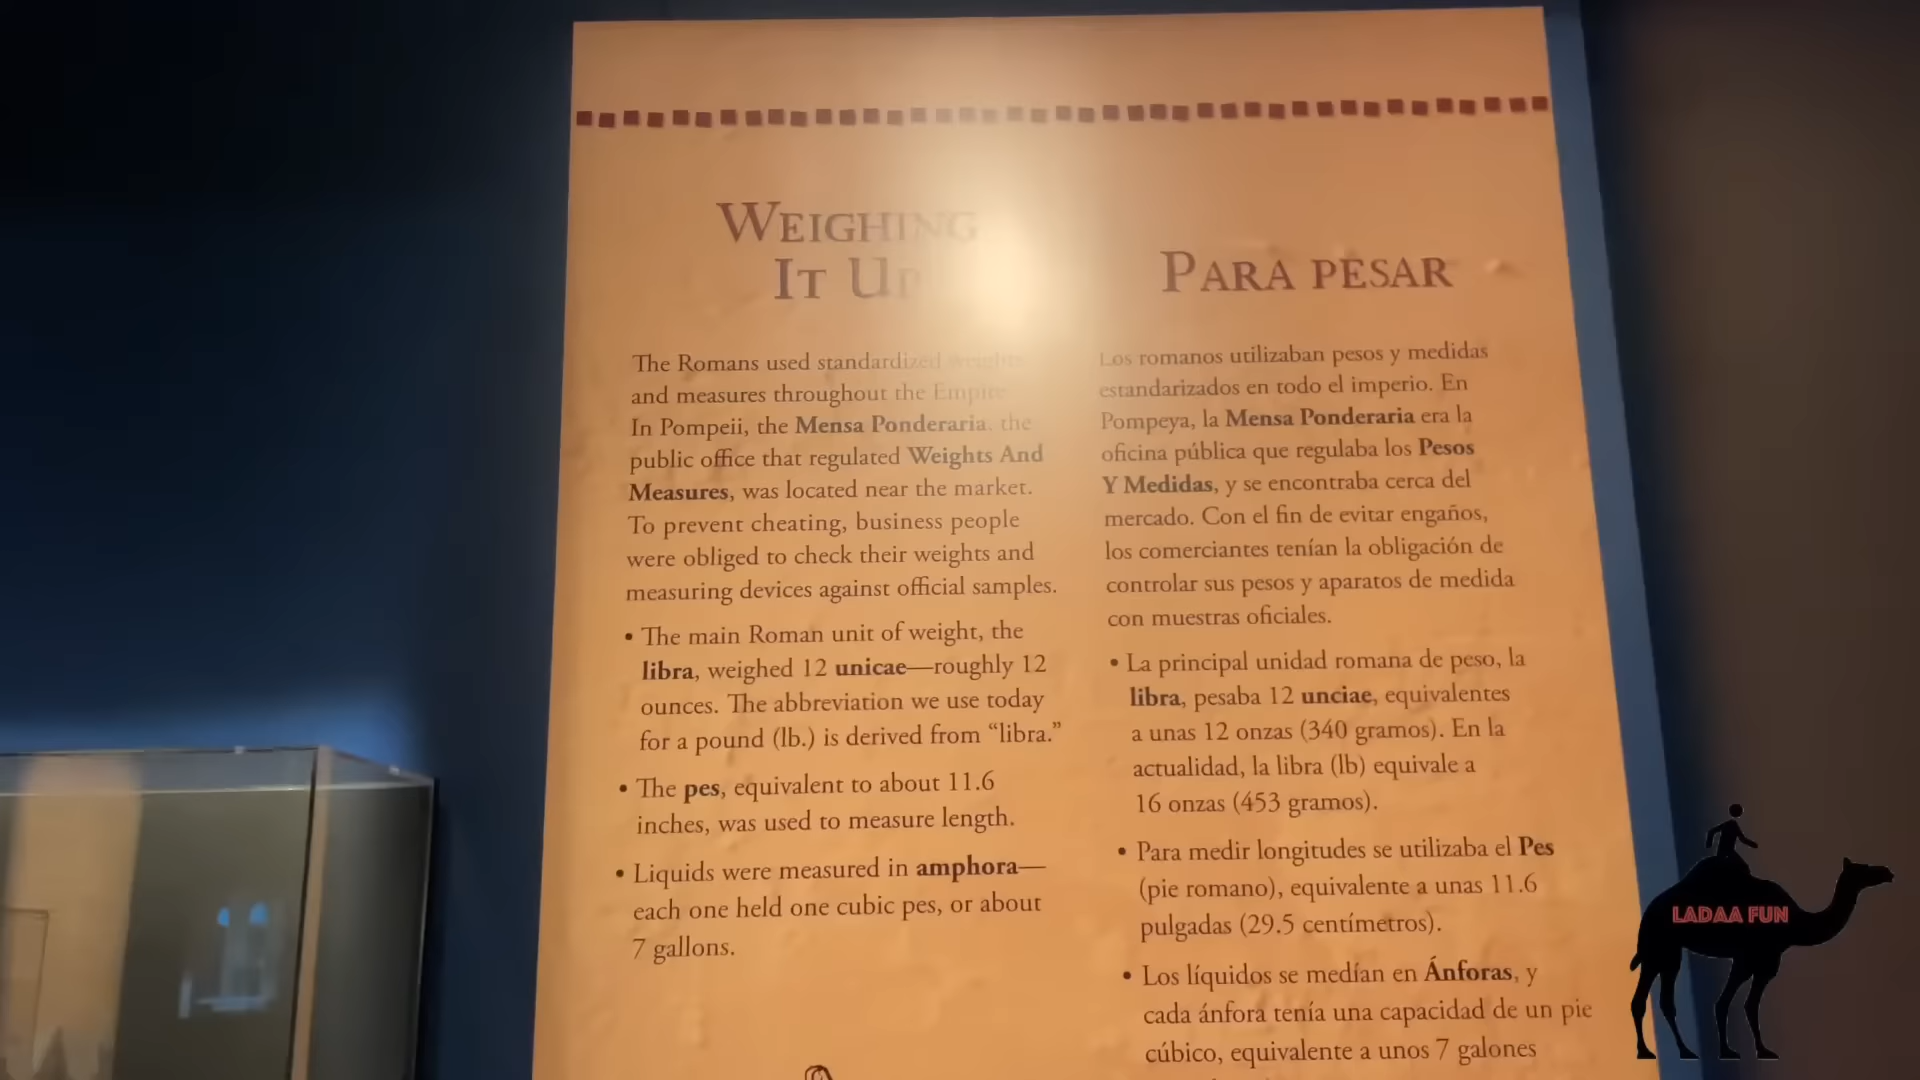 WEIGHING
IT UP
The Romans used standardized weights
and measures throughout the Empire
In Pompeii, the Mensa Ponderaria, the
public office that regulated Weights And
Measures, was located near the market.
To prevent cheating, business people
were obliged to check their weights and
measuring devices against official samples.
• The main Roman unit of weight, the
libra, weighed 12 unicae—roughly 12
ounces. The abbreviation we use today
for a pound (lb.) is derived from “libra.”
• The pes, equivalent to about 11.6
inches, was used to measure length.
• Liquids were measured in amphora—
each one held one cubic pes, or about
7 gallons.
PARA PESAR
Los romanos utilizaban pesos y medidas
estandarizados en todo el imperio. En
Pompeya, la Mensa Ponderaria era la
oficina pública que regulaba los Pesos
Y Medidas, y se encontraba cerca del
mercado. Con el fin de evitar engaños,
los comerciantes tenían la obligación de
controlar sus pesos y aparatos de medida
con muestras oficiales.
• La principal unidad romana de peso, la
libra, pesaba 12 unciae, equivalentes
a unas 12 onzas (340 gramos). En la
actualidad, la libra (lb) equivale a
16 onzas (453 gramos).
• Para medir longitudes se utilizaba el Pes
(pie romano), equivalente a unas 11.6
pulgadas (29.5 centímetros).
• Los líquidos se medían en Ánforas, y
cada ánfora tenía una capacidad de un pie
cúbico, equivalente a unos 7 galones
LADAA FUN